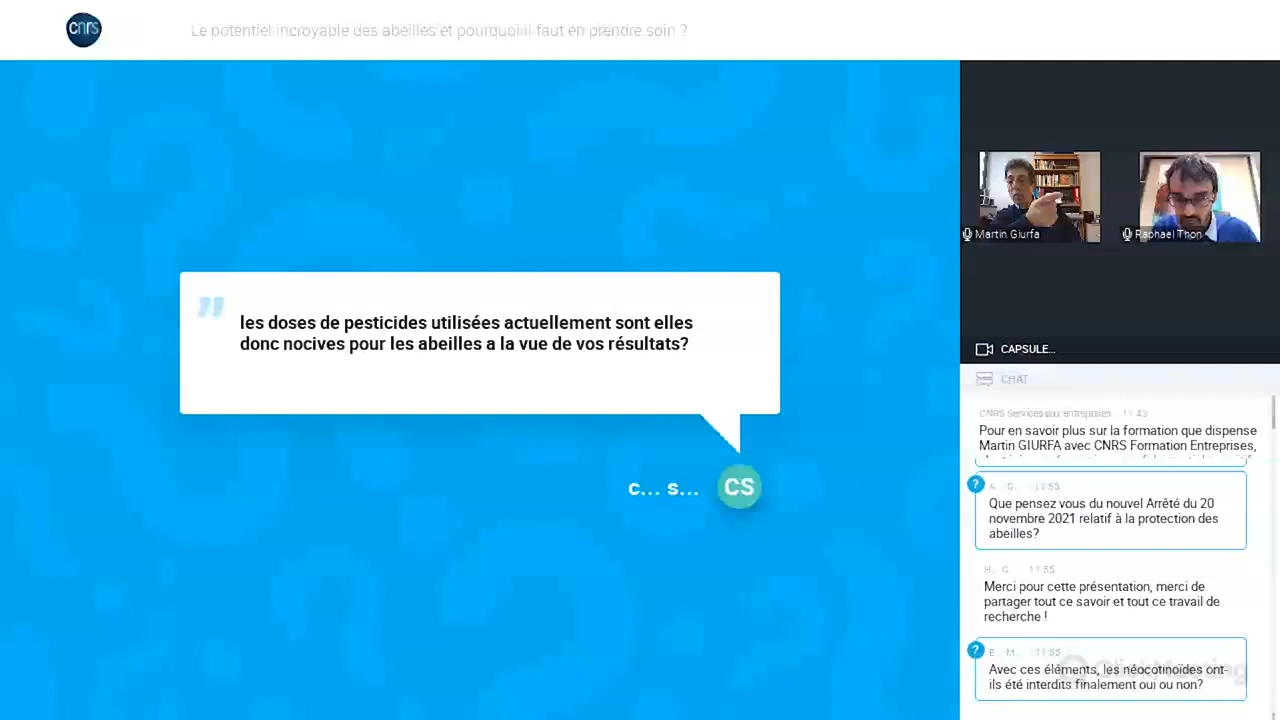 cnrs
Le potentiel incroyable des abeilles et pourquoi il faut en prendre soin ?
les doses de pesticides utilisées actuellement sont elles
donc nocives pour les abeilles a la vue de vos résultats?
c... s...
CS
Martin Giurfa
Raphael Thon
CAPSULE...
CHAT
11:43
Pour en savoir plus sur la formation que dispense
Martin GIURFA avec CNRS Formation Entreprises,
?
A... G... 11:53
Que pensez vous du nouvel Arrêté du 20
novembre 2021 relatif à la protection des
abeilles?
H... G... 11:55
Merci pour cette présentation, merci de
partager tout ce savoir et tout ce travail de
recherche !
?
E... M... 11:55
Avec ces éléments, les néocotinoïdes ont-
ils été interdits finalement oui ou non?